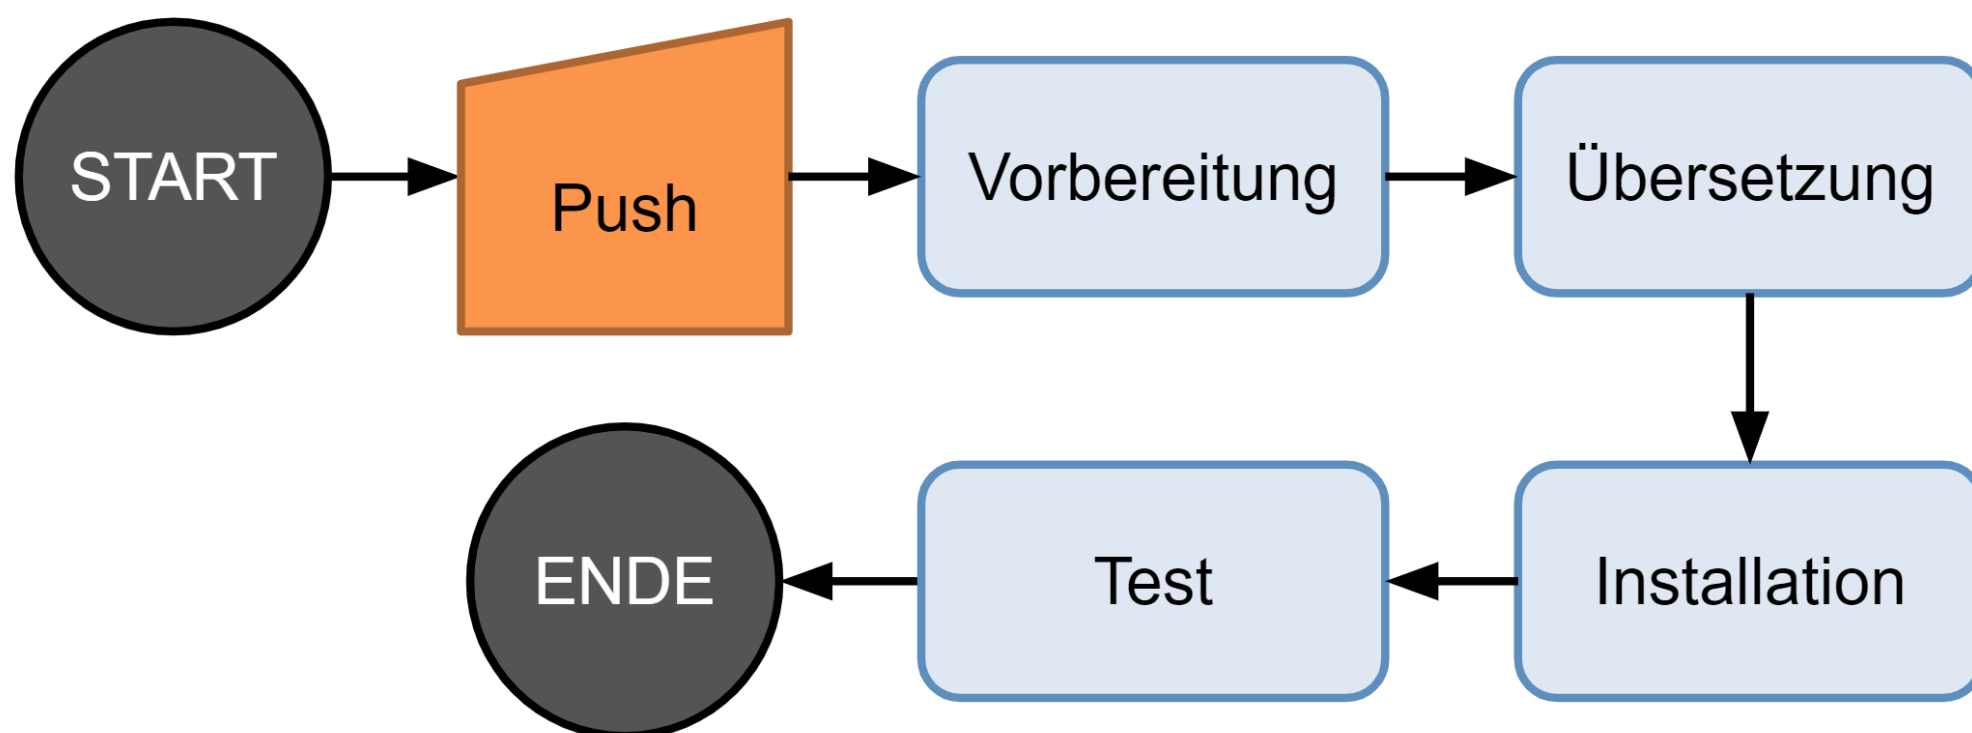 START
Push
Vorbereitung
Übersetzung
Installation
Test
ENDE